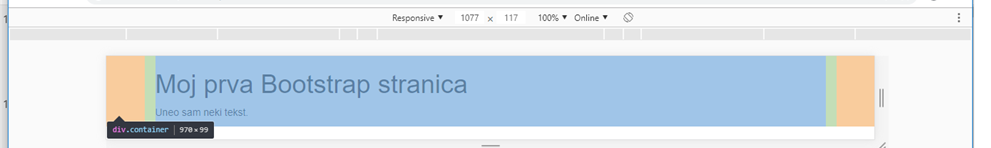 Responsive ▼ 1077 × 117 100% ▼ Online ▼
Moj prva Bootstrap stranica
Uneo sam neki tekst.
div.container | 970 × 99